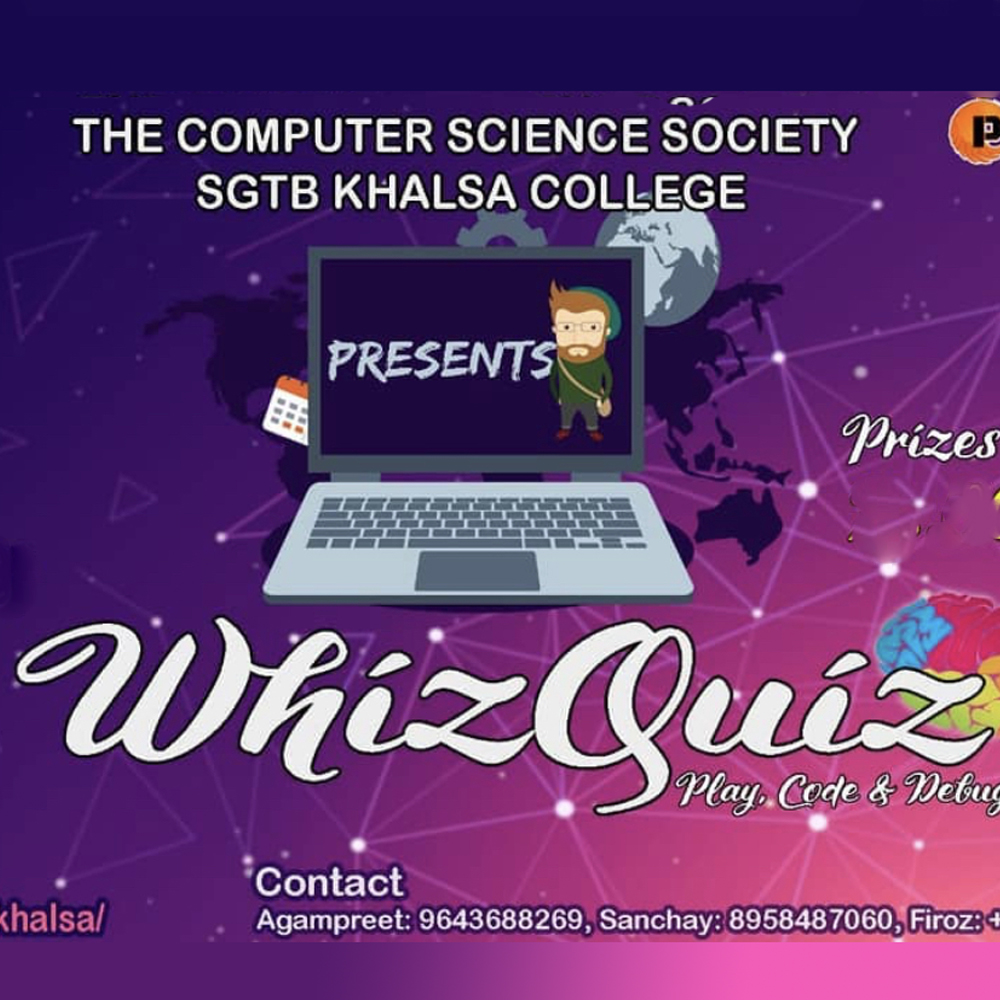 THE COMPUTER SCIENCE SOCIETY
SGTB KHALSA COLLEGE
PRESENTS
Prizes
WhizQuiz
Play, Code & Debug
Contact
khalsa/
Agampreet: 9643688269, Sanchay: 8958487060, Firoz: +